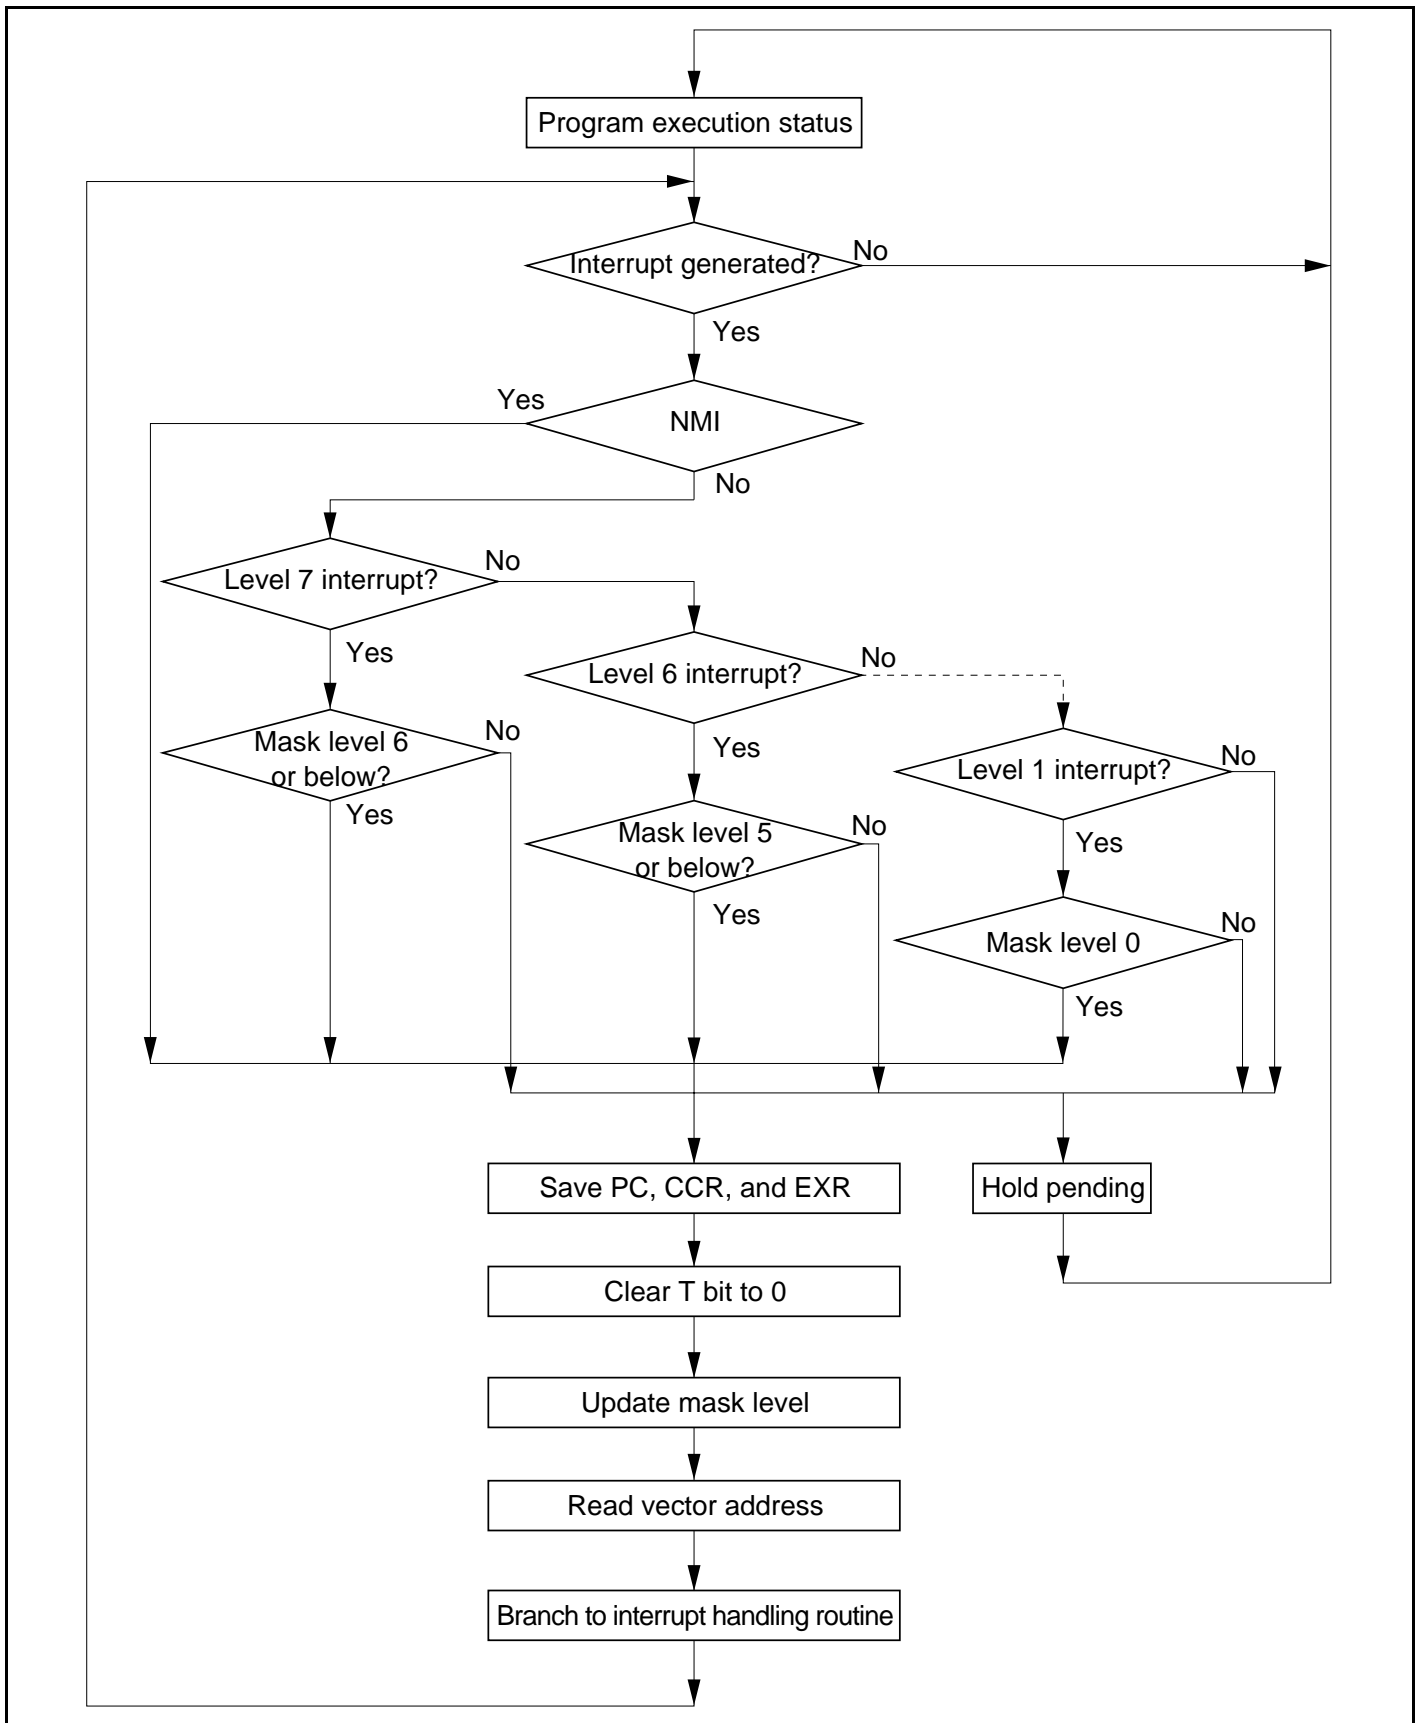 Program execution status
Interrupt generated?
No
Yes
Yes
NMI
No
Level 7 interrupt?
No
Yes
Level 6 interrupt?
No
Mask level 6
or below?
No
Yes
Yes
Level 1 interrupt?
No
Mask level 5
or below?
No
Yes
Yes
Mask level 0
No
Yes
Save PC, CCR, and EXR
Hold pending
Clear T bit to 0
Update mask level
Read vector address
Branch to interrupt handling routine